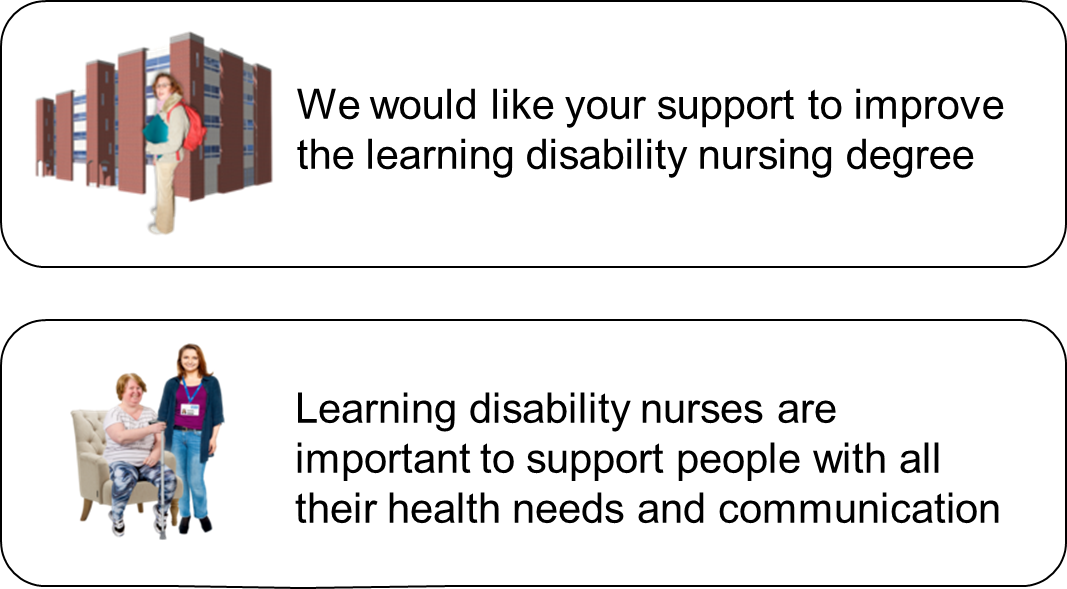 We would like your support to improve
the learning disability nursing degree
Learning disability nurses are
important to support people with all
their health needs and communication